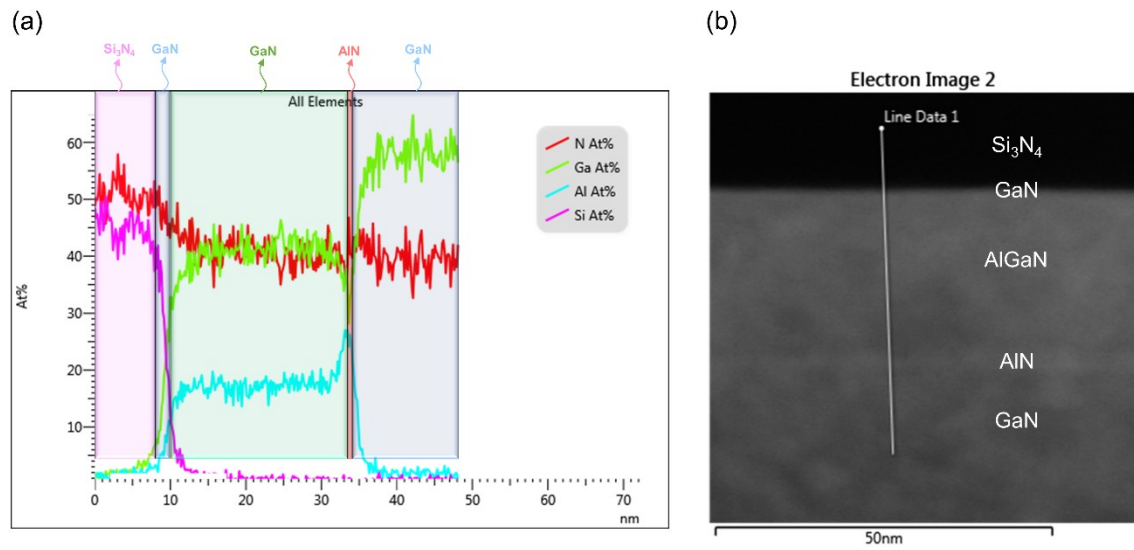 (a)
Si₃N₄ GaN GaN AlN GaN
All Elements
N At%
Ga At%
Al At%
Si At%
At%
60
50
40
30
20
10
0 10 20 30 40 50 60 70
nm
(b)
Electron Image 2
Line Data 1
Si₃N₄
GaN
AlGaN
AlN
GaN
50nm